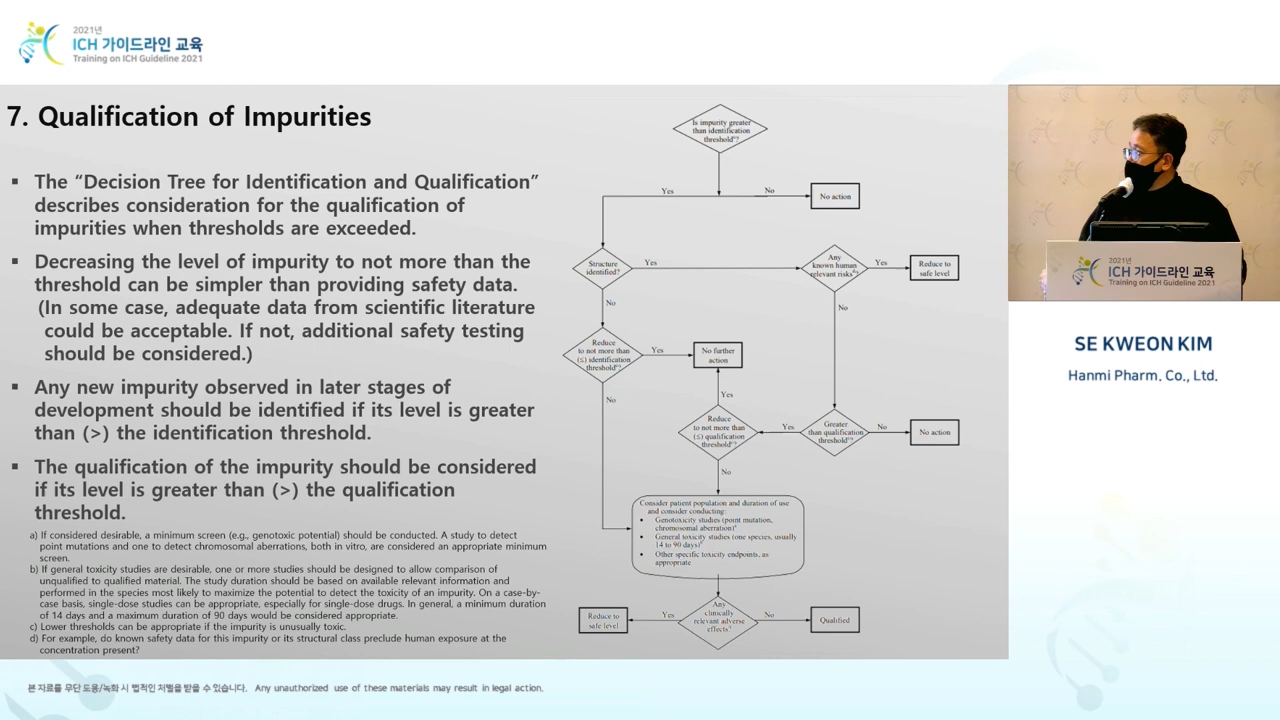 2021년
ICH 가이드라인 교육
Training on ICH Guideline 2021
7. Qualification of Impurities
▪ The “Decision Tree for Identification and Qualification”
describes consideration for the qualification of
impurities when thresholds are exceeded.
▪ Decreasing the level of impurity to not more than the
threshold can be simpler than providing safety data.
(In some case, adequate data from scientific literature
could be acceptable. If not, additional safety testing
should be considered.)
▪ Any new impurity observed in later stages of
development should be identified if its level is greater
than (>) the identification threshold.
▪ The qualification of the impurity should be considered
if its level is greater than (>) the qualification
threshold.
a) If considered desirable, a minimum screen (e.g., genotoxic potential) should be conducted. A study to detect
point mutations and one to detect chromosomal aberrations, both in vitro, are considered an appropriate minimum
screen.
b) If general toxicity studies are desirable, one or more studies should be designed to allow comparison of
unqualified to qualified material. The study duration should be based on available relevant information and
performed in the species most likely to maximize the potential to detect the toxicity of an impurity. On a case-by-
case basis, single-dose studies can be appropriate, especially for single-dose drugs. In general, a minimum duration
of 14 days and a maximum duration of 90 days would be considered appropriate.
c) Lower thresholds can be appropriate if the impurity is unusually toxic.
d) For example, do known safety data for this impurity or its structural class preclude human exposure at the
concentration present?
Is impurity greater
than identification
threshold ?
Yes
No
No action
Structure
identified?
Yes
Any
known human
relevant risks ?
Yes
Reduce to
safe level
No
No
Reduce
to not more than
(≤) identification
threshold ?
Yes
No further
action
No
Yes
Reduce
to not more than
(≤) qualification
threshold ?
Yes
Greater
than qualification
threshold ?
No
No action
No
Consider patient population and duration of use
and consider conducting:
• Genotoxicity studies (point mutation,
chromosomal aberration)
• General toxicity studies (one species, usually
14 to 90 days)
• Other specific toxicity endpoints, as
appropriate
Reduce to
safe level
Yes
Any
clinically
relevant adverse
effects?
No
Qualified
2021년
ICH 가이드라인 교육
Training on ICH Guideline 2021
SE KWEON KIM
Hanmi Pharm. Co., Ltd.
본 자료를 무단 도용/녹화 시 법적인 처벌을 받을 수 있습니다. Any unauthorized use of these materials may result in legal action.